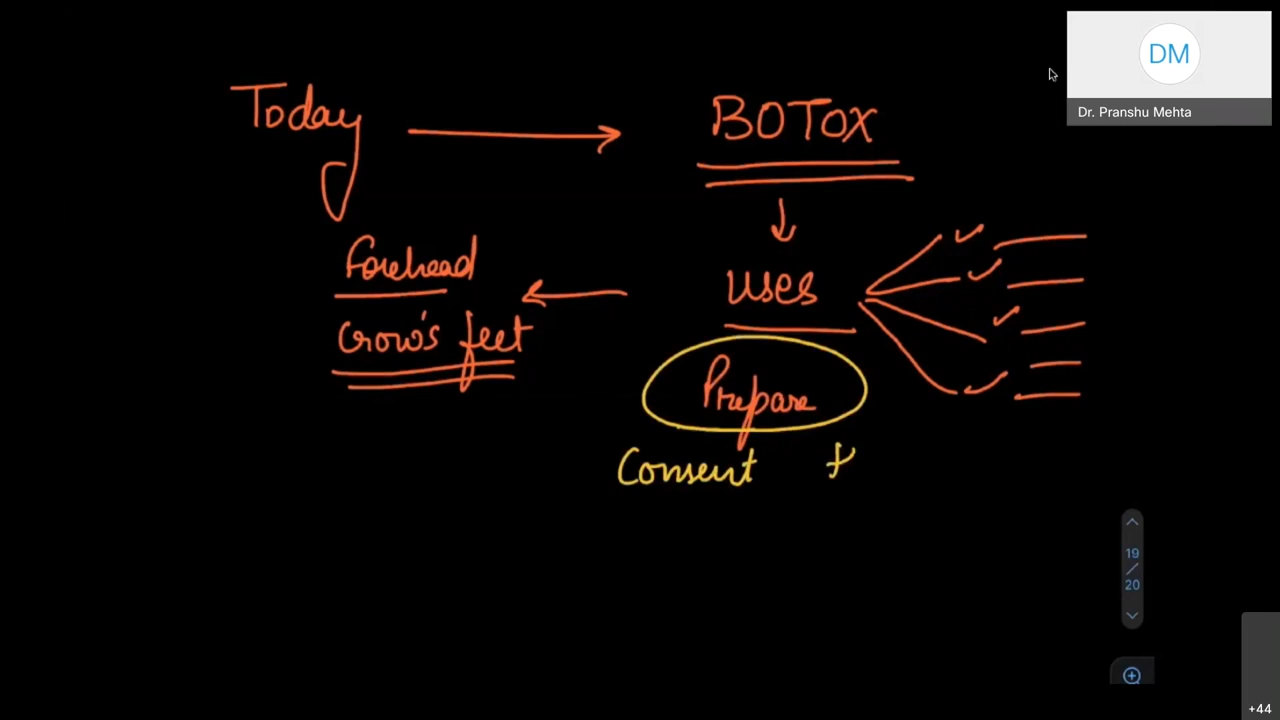 DM
Dr. Pranshu Mehta
Today → BOTOX
↓
Forehead ← Uses
Crow's feet
Prepare
Consent +
19
/
20
+44